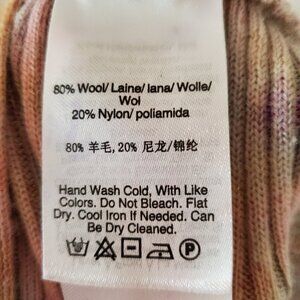 80% Wool/ Laine/ lana/ Wolle/
Wol
20% Nylon/ poliamida
80% 羊毛, 20% 尼龙/锦纶
Hand Wash Cold, With Like
Colors. Do Not Bleach. Flat
Dry. Cool Iron If Needed. Can
Be Dry Cleaned.
P